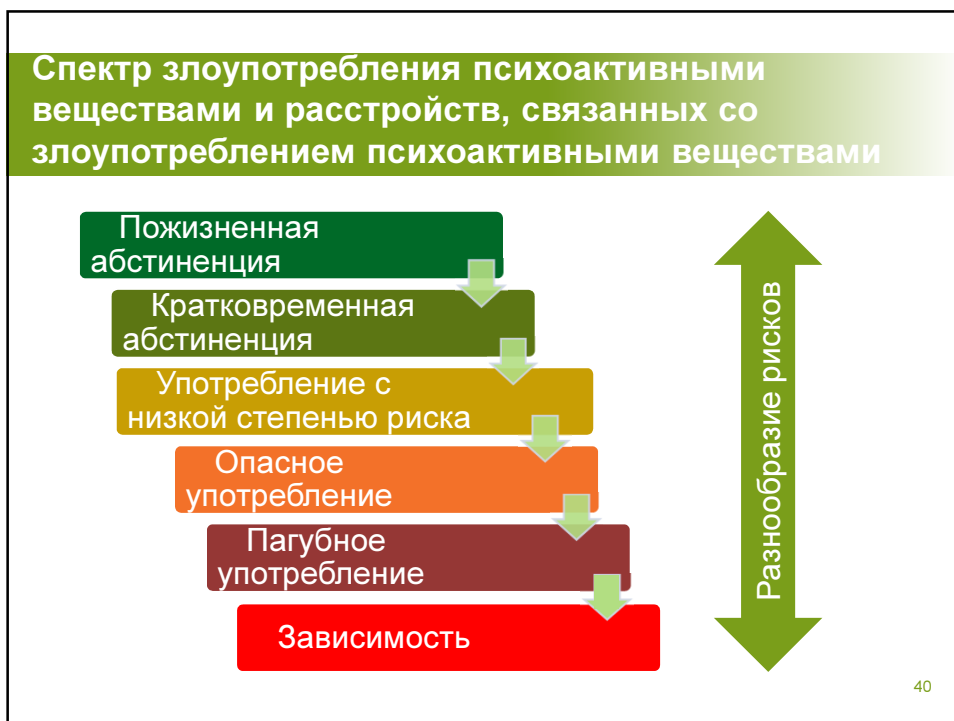 Спектр злоупотребления психоактивными
веществами и расстройств, связанных со
злоупотреблением психоактивными веществами
Пожизненная
абстиненция
Кратковременная
абстиненция
Употребление с
низкой степенью риска
Опасное
употребление
Пагубное
употребление
Зависимость
Разнообразие рисков
40